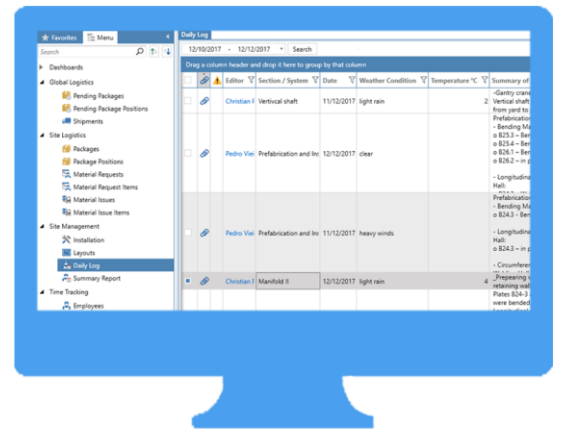 Favorites Menu
Daily Log
Search
12/10/2017 - 12/12/2017 Search
Dashboards
Drag a column header and drop it here to group by that column
Global Logistics
Editor Section / System Date Weather Condition Temperature °C Summary of
Pending Packages
Pending Package Positions
Shipments
Christian F Vertivcal shaft 11/12/2017 light rain 2
-Gantry crane
Vertical shaft
from yard to
Site Logistics
Packages
Package Positions
Material Requests
Material Request Items
Material Issues
Material Issue Items
Pedro Viei Prefabrication and Inc 12/12/2017 clear
Prefabrication
- Bending Ma
o B25.3 – Ber
o B25.4 – Ben
o B26.1 – Ben
o B26.2 – in p
- Longitudina
Hall:
Site Management
Installation
Layouts
Daily Log
Summary Report
Pedro Viei Prefabrication and Inc 11/12/2017 heavy winds
Prefabrication
- Bending Ma
o B24.3 - Ben
- Longitudina
Hall:
o B24.3 – in p
- Circumferen
Christian F Manifold II 12/12/2017 light rain 4
_Prepearing
retaining wal
Plates B24-3
were bended
Time Tracking
Employees